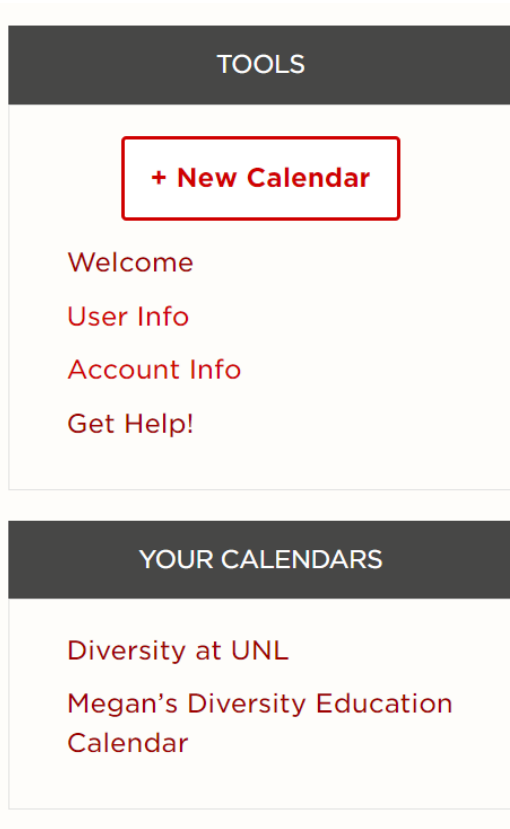 TOOLS
+ New Calendar
Welcome
User Info
Account Info
Get Help!
YOUR CALENDARS
Diversity at UNL
Megan's Diversity Education
Calendar